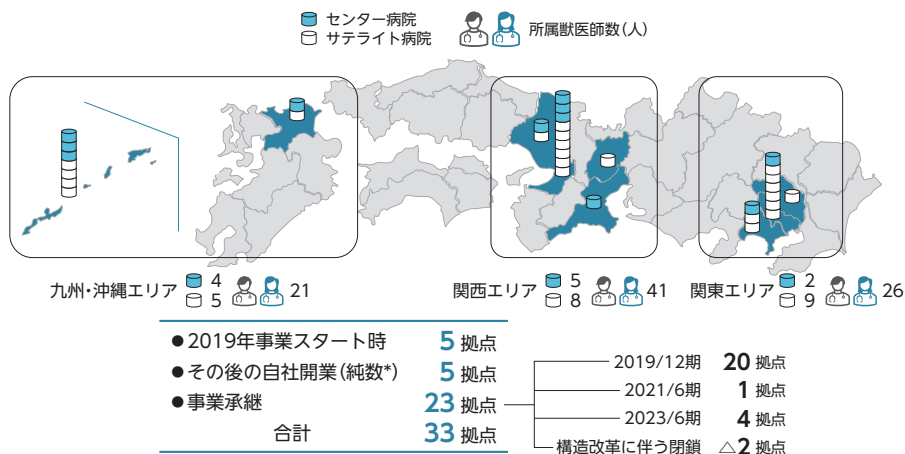 センター病院
サテライト病院
所属獣医師数(人)
九州・沖縄エリア 4 5 21
関西エリア 5 8 41
関東エリア 2 9 26
●2019年事業スタート時 5 拠点
●その後の自社開業(純数*) 5 拠点
●事業承継 23 拠点
合計 33 拠点
2019/12期 20 拠点
2021/6期 1 拠点
2023/6期 4 拠点
構造改革に伴う閉鎖 △2 拠点